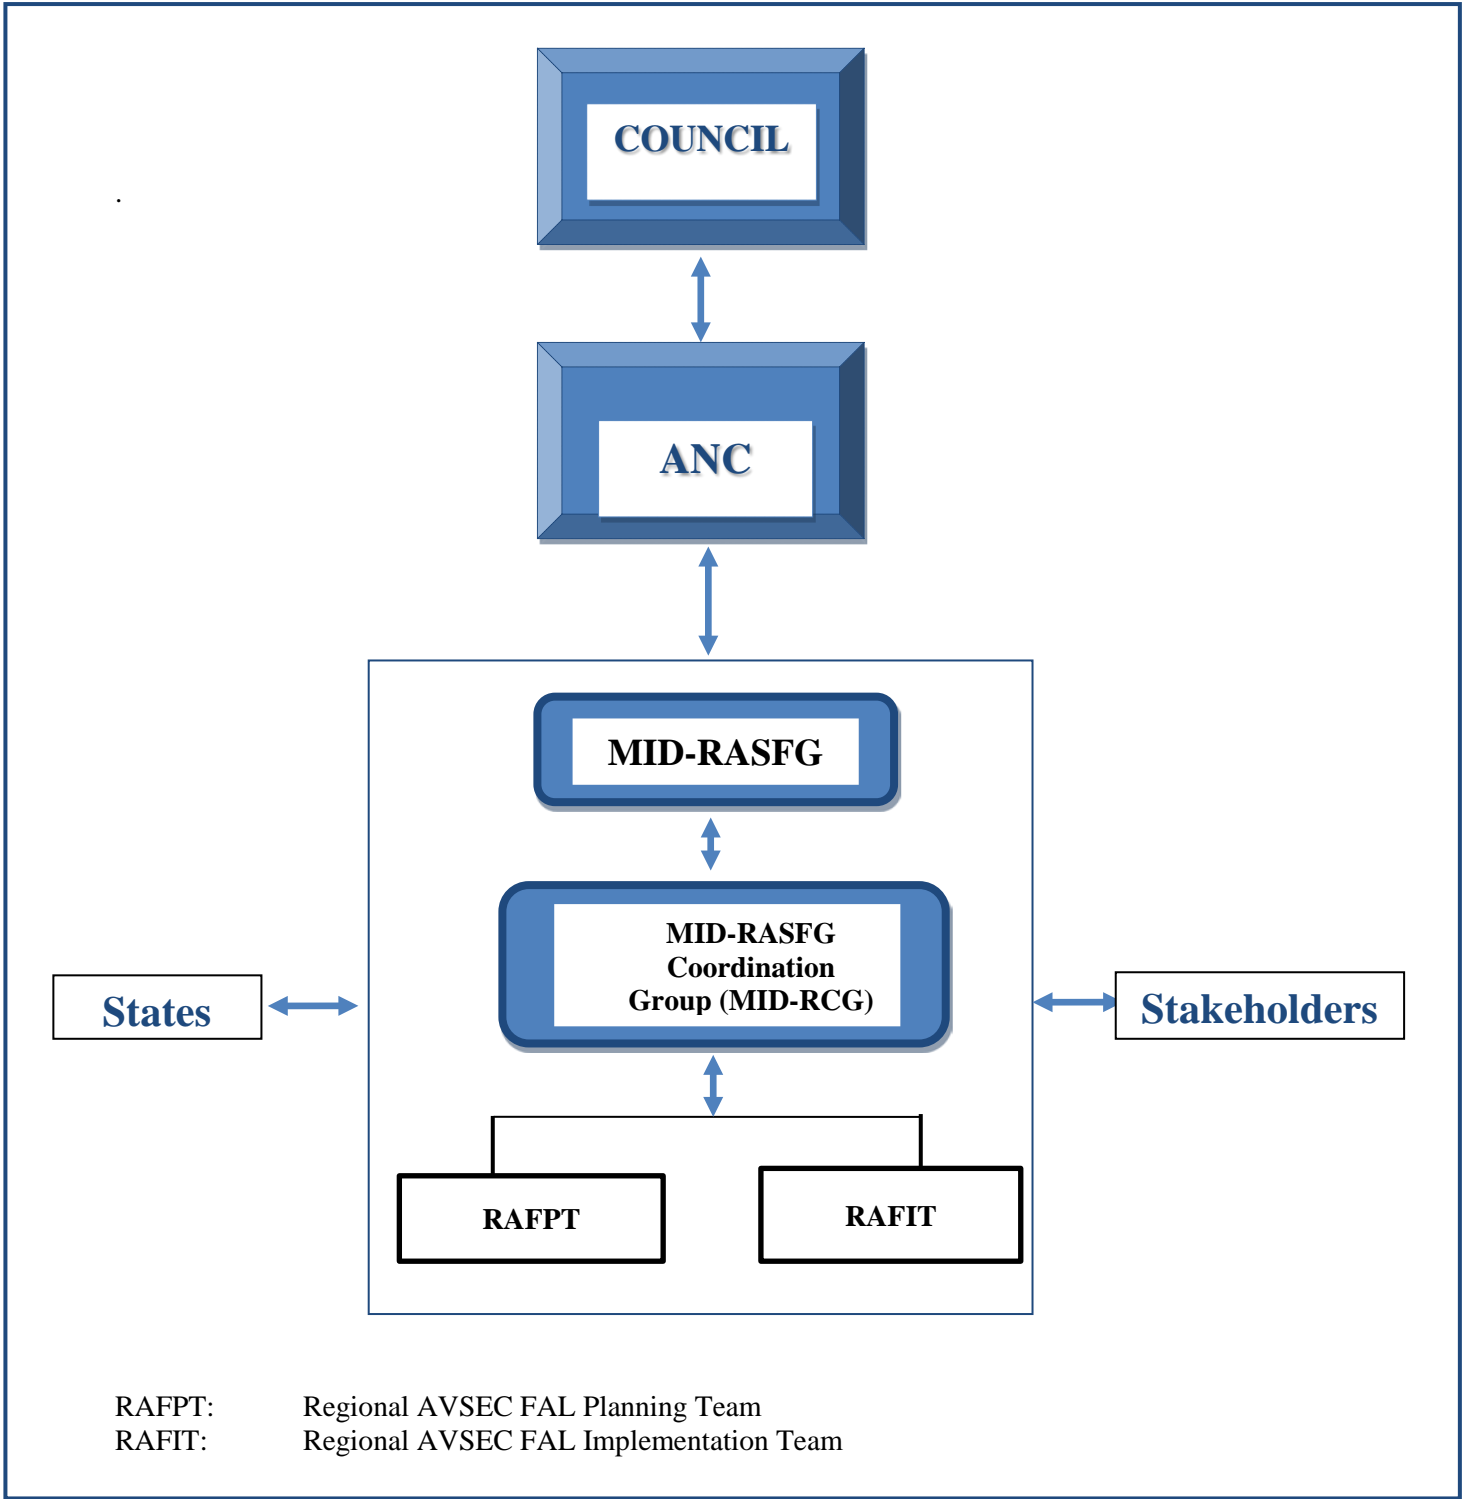 COUNCIL
.
ANC
MID-RASFG
MID-RASFG
Coordination
Group (MID-RCG)
States
Stakeholders
RAFPT
RAFIT
RAFPT: Regional AVSEC FAL Planning Team
RAFIT: Regional AVSEC FAL Implementation Team